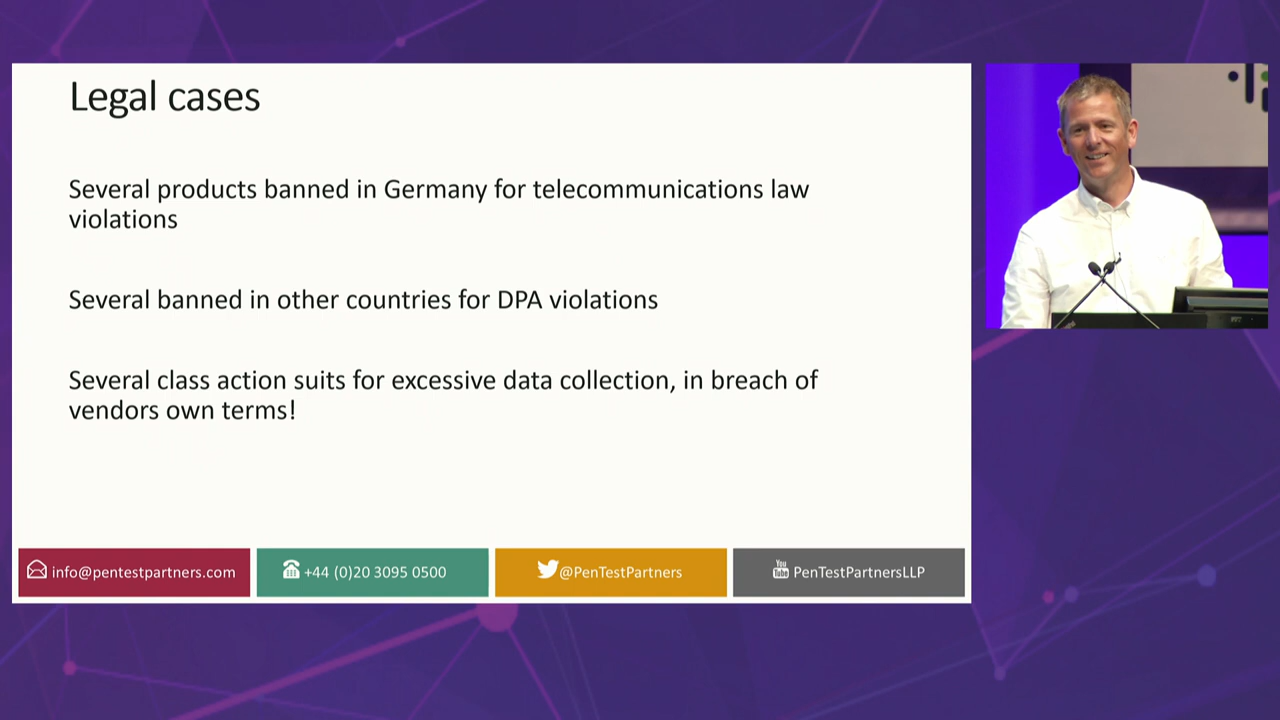 Legal cases
Several products banned in Germany for telecommunications law
violations
Several banned in other countries for DPA violations
Several class action suits for excessive data collection, in breach of
vendors own terms!
info@pentestpartners.com
+44 (0)20 3095 0500
@PenTestPartners
PenTestPartnersLLP